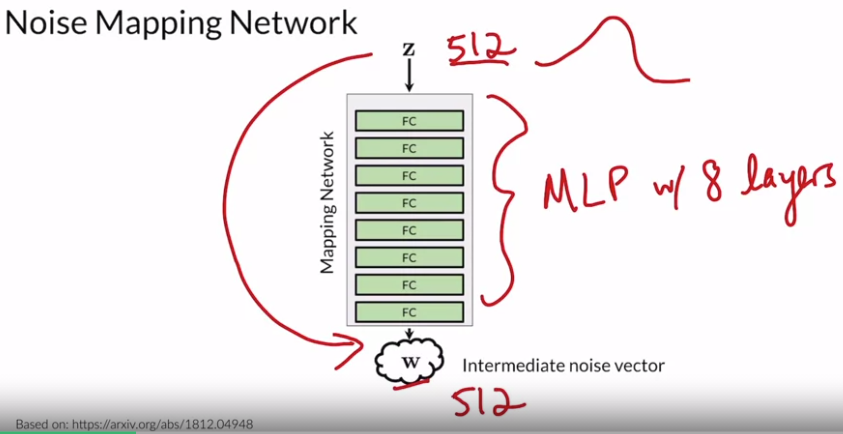 Noise Mapping Network
z 512
Mapping Network
FC
FC
FC
FC
FC
FC
FC
FC
MLP w/ 8 layers
w
Intermediate noise vector
512
Based on: https://arxiv.org/abs/1812.04948